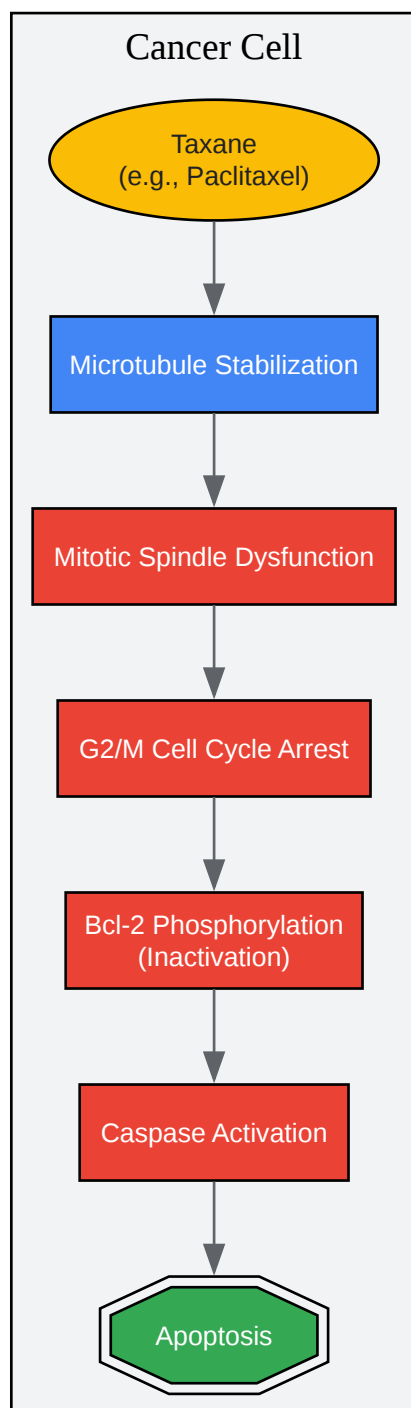 Cancer Cell
Taxane
(e.g., Paclitaxel)
Microtubule Stabilization
Mitotic Spindle Dysfunction
G2/M Cell Cycle Arrest
Bcl-2 Phosphorylation
(Inactivation)
Caspase Activation
Apoptosis